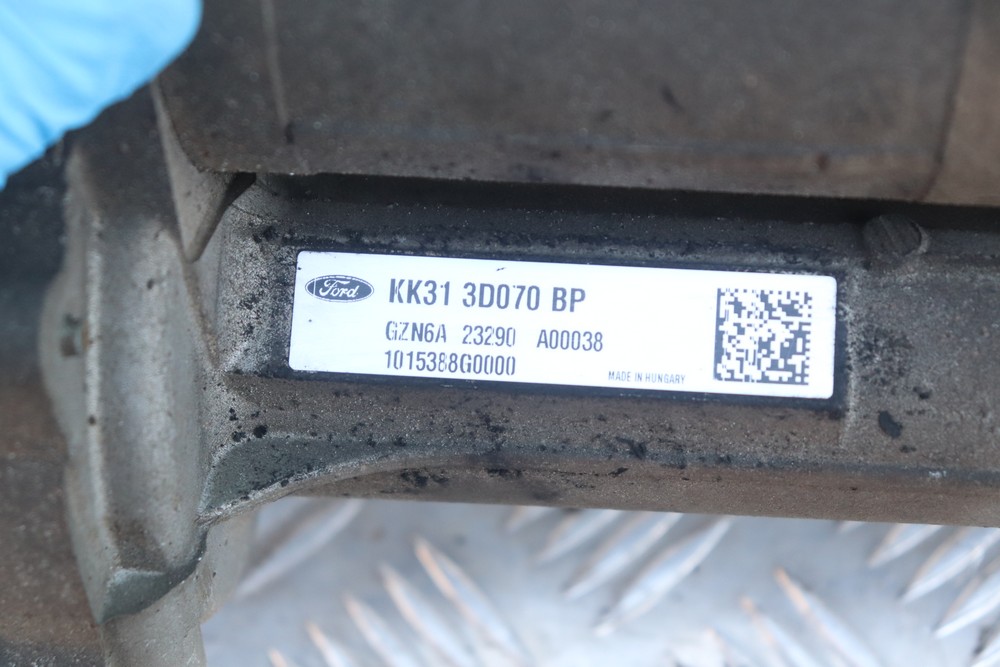 Ford
KK31 3D070 BP
GZN6A 23290 A00038
1015388G0000
MADE IN HUNGARY